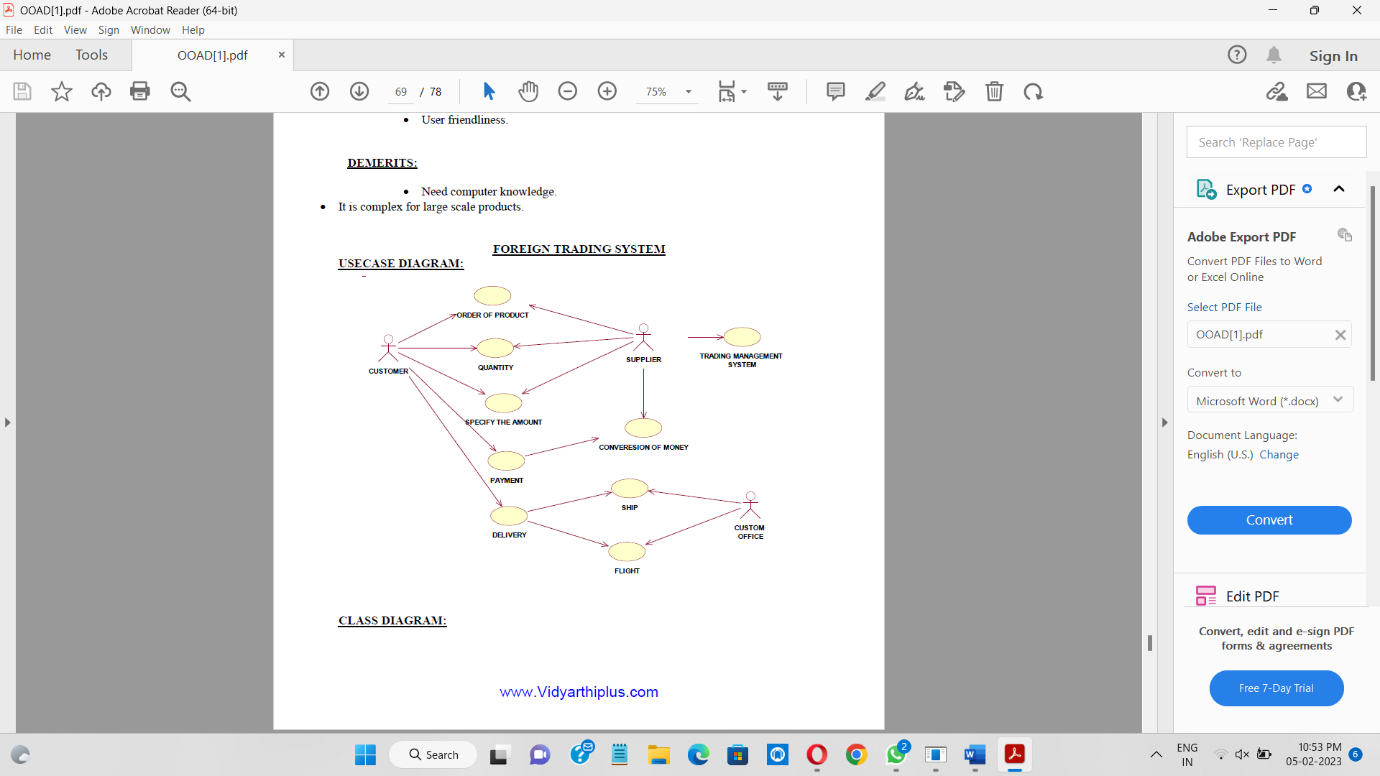 OOAD[1].pdf - Adobe Acrobat Reader (64-bit)
File Edit View Sign Window Help
Home Tools OOAD[1].pdf × Sign In
69 / 78 75%
• User friendliness.
DEMERITS:
• Need computer knowledge.
• It is complex for large scale products.
FOREIGN TRADING SYSTEM
USECASE DIAGRAM:
ORDER OF PRODUCT
CUSTOMER
QUANTITY
SUPPLIER
TRADING MANAGEMENT
SYSTEM
SPECIFY THE AMOUNT
CONVERESION OF MONEY
PAYMENT
SHIP
DELIVERY
CUSTOM
OFFICE
FLIGHT
CLASS DIAGRAM:
www.Vidyarthiplus.com
Search 'Replace Page'
Export PDF
Adobe Export PDF
Convert PDF Files to Word
or Excel Online
Select PDF File
OOAD[1].pdf
Convert to
Microsoft Word (*.docx)
Document Language:
English (U.S.) Change
Convert
Edit PDF
Convert, edit and e-sign PDF
forms & agreements
Free 7-Day Trial
Search
2
ENG
IN
10:53 PM
05-02-2023
6